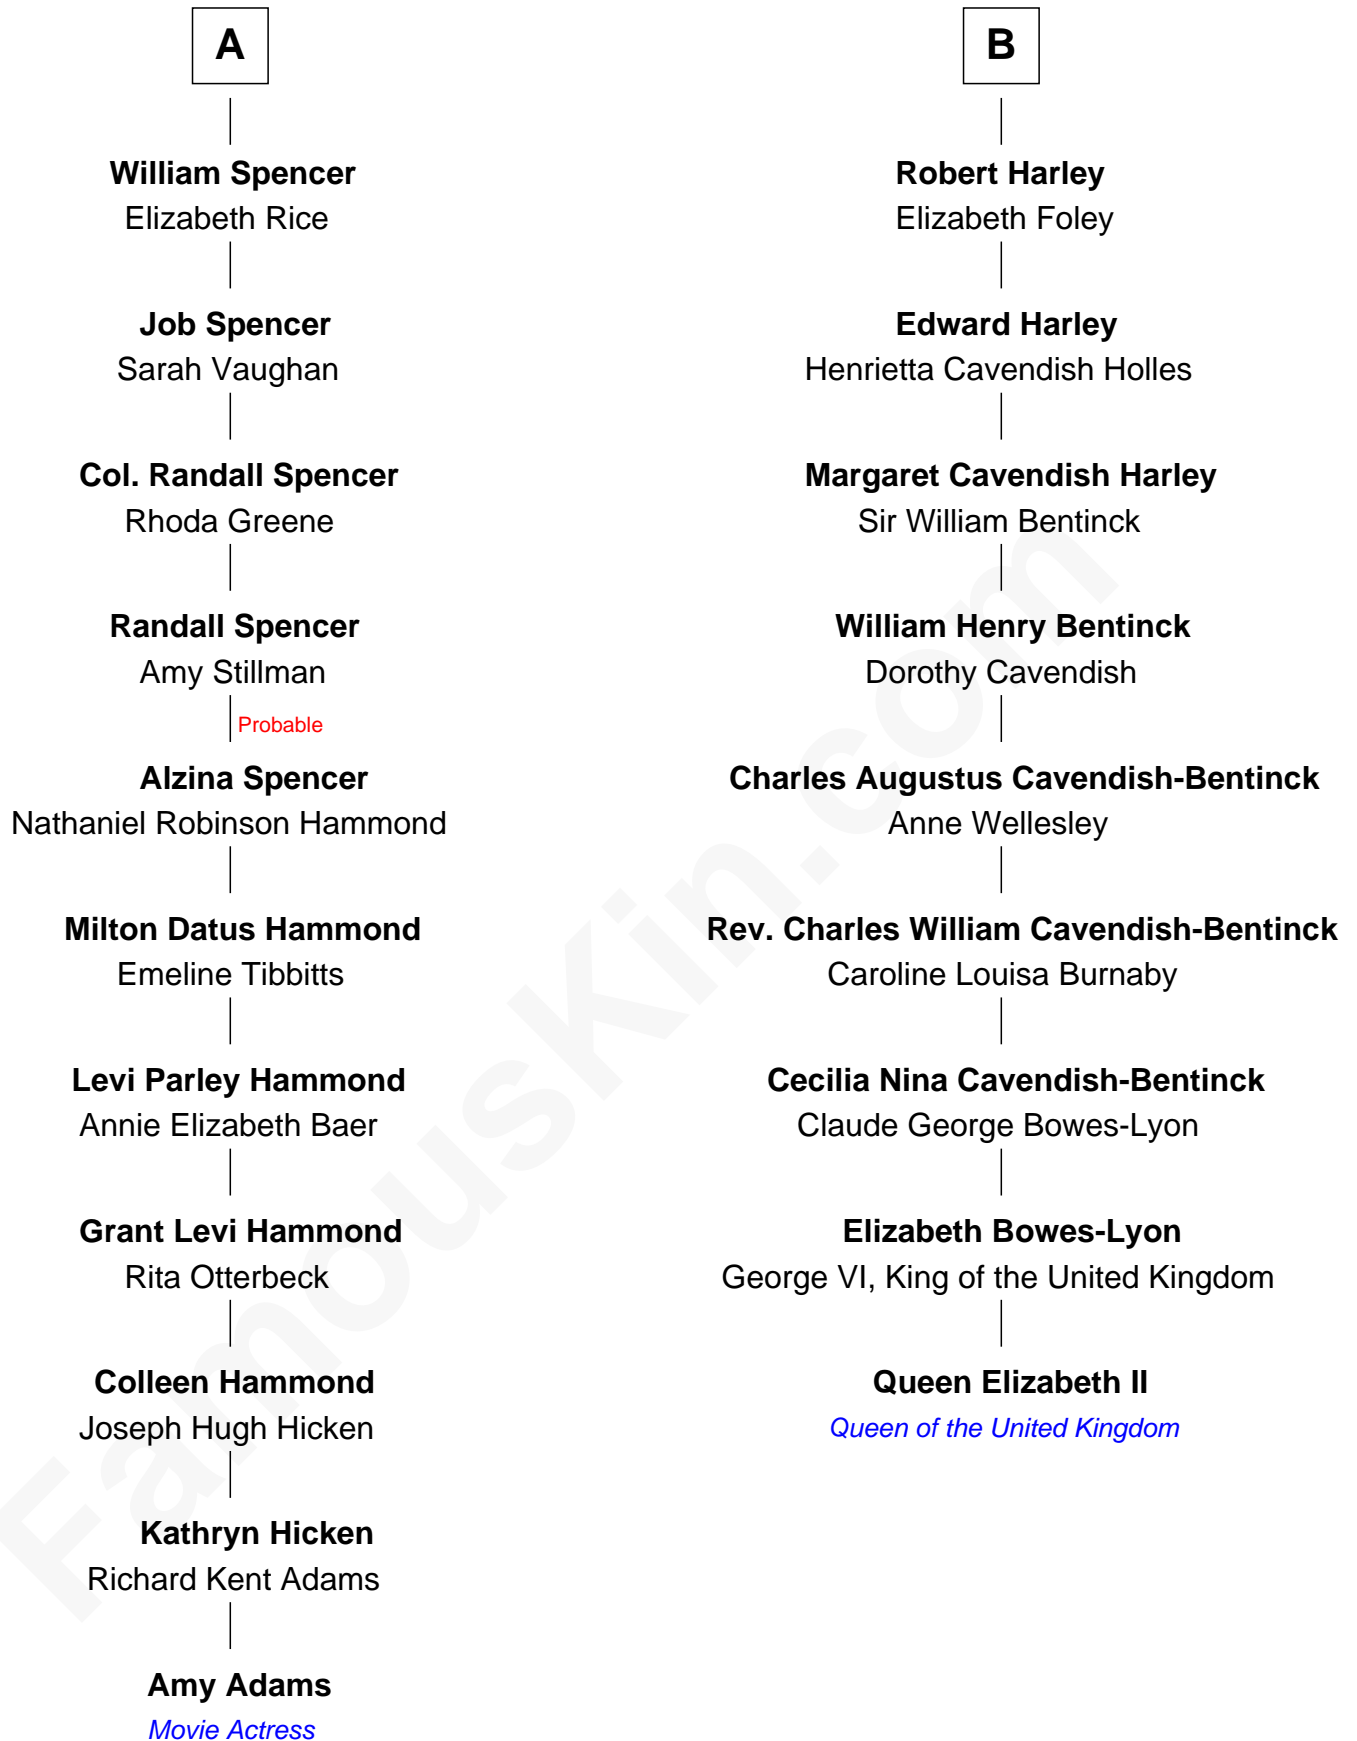 A
William Spencer
Elizabeth Rice
Job Spencer
Sarah Vaughan
Col. Randall Spencer
Rhoda Greene
Randall Spencer
Amy Stillman
Probable
Alzina Spencer
Nathaniel Robinson Hammond
Milton Datus Hammond
Emeline Tibbitts
Levi Parley Hammond
Annie Elizabeth Baer
Grant Levi Hammond
Rita Otterbeck
Colleen Hammond
Joseph Hugh Hicken
Kathryn Hicken
Richard Kent Adams
Amy Adams
Movie Actress
B
Robert Harley
Elizabeth Foley
Edward Harley
Henrietta Cavendish Holles
Margaret Cavendish Harley
Sir William Bentinck
William Henry Bentinck
Dorothy Cavendish
Charles Augustus Cavendish-Bentinck
Anne Wellesley
Rev. Charles William Cavendish-Bentinck
Caroline Louisa Burnaby
Cecilia Nina Cavendish-Bentinck
Claude George Bowes-Lyon
Elizabeth Bowes-Lyon
George VI, King of the United Kingdom
Queen Elizabeth II
Queen of the United Kingdom
FamousKin.com